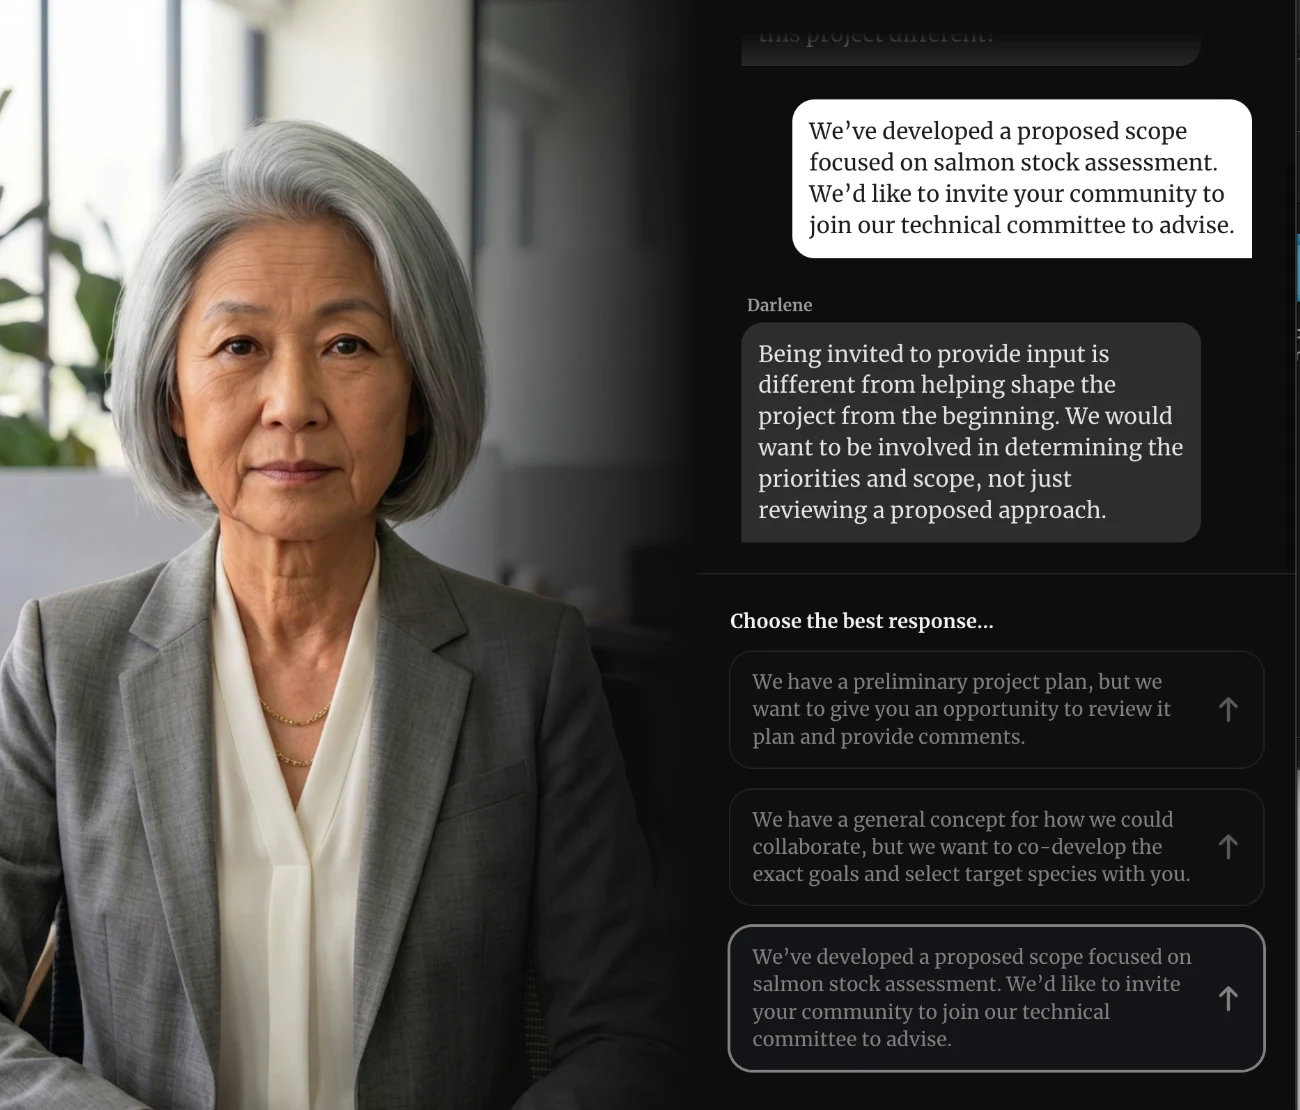 this project different?
We’ve developed a proposed scope
focused on salmon stock assessment.
We’d like to invite your community to
join our technical committee to advise.
Darlene
Being invited to provide input is
different from helping shape the
project from the beginning. We would
want to be involved in determining the
priorities and scope, not just
reviewing a proposed approach.
Choose the best response...
We have a preliminary project plan, but we
want to give you an opportunity to review it
plan and provide comments.
We have a general concept for how we could
collaborate, but we want to co-develop the
exact goals and select target species with you.
We’ve developed a proposed scope focused on
salmon stock assessment. We’d like to invite
your community to join our technical
committee to advise.